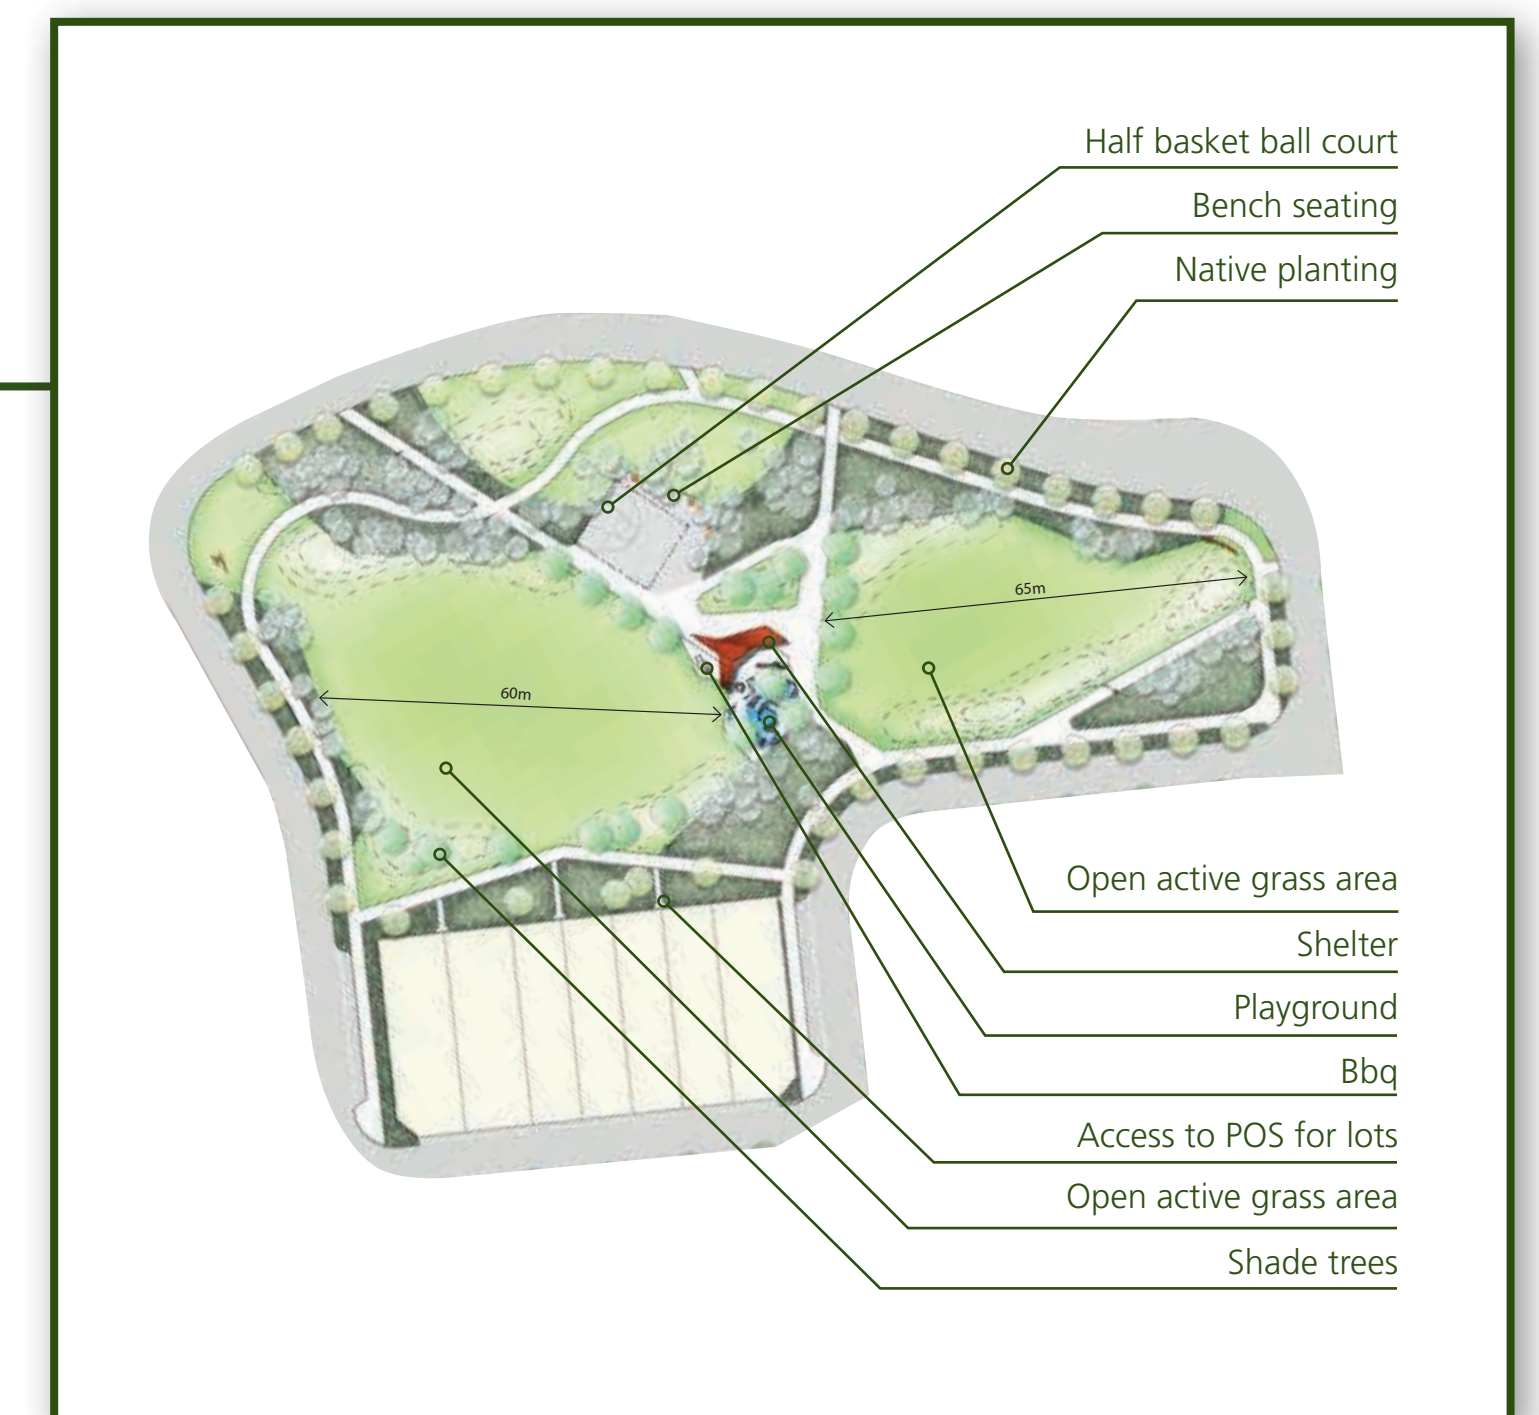 Half basket ball court
Bench seating
Native planting
65m
60m
Open active grass area
Shelter
Playground
Bbq
Access to POS for lots
Open active grass area
Shade trees